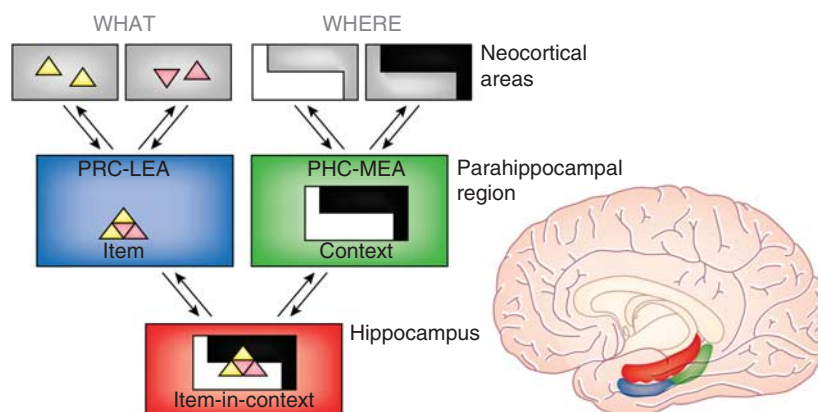 WHAT
WHERE
Neocortical
areas
PRC-LEA
PHC-MEA
Parahippocampal
region
Item
Context
Hippocampus
Item-in-context